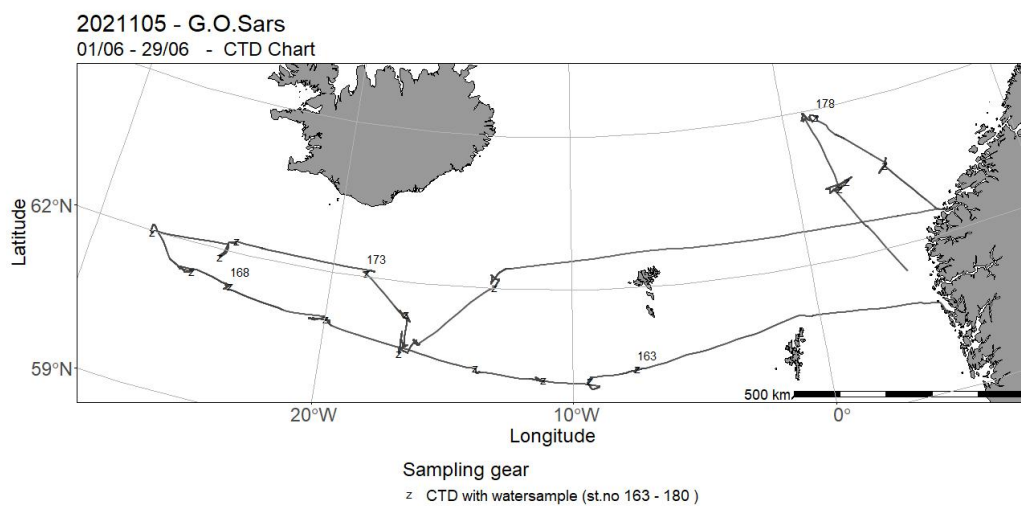 2021105 - G.O.Sars
01/06 - 29/06 - CTD Chart
178
62°N
173
168
163
59°N
500 km
20°W
10°W
0°
Latitude
Longitude
Sampling gear
z CTD with watersample (st.no 163 - 180 )